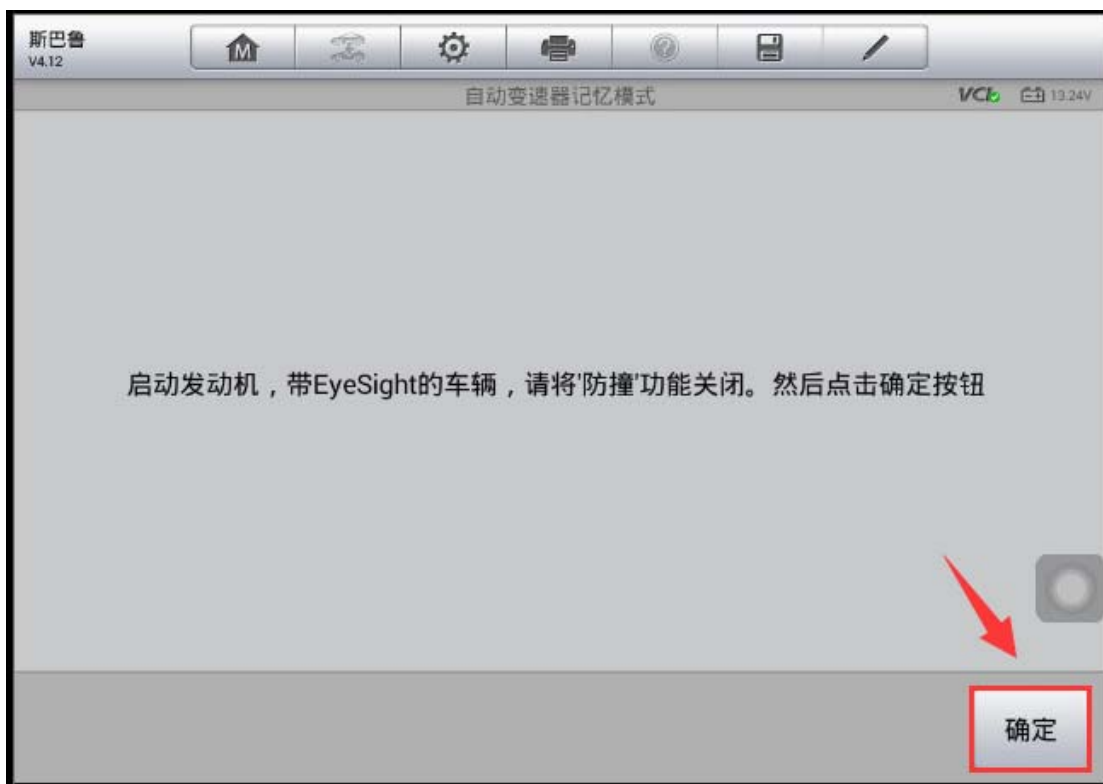 斯巴鲁
V4.12
M
自动变速器记忆模式
VCI
13.24V
启动发动机，带EyeSight的车辆，请将'防撞'功能关闭。然后点击确定按钮
确定